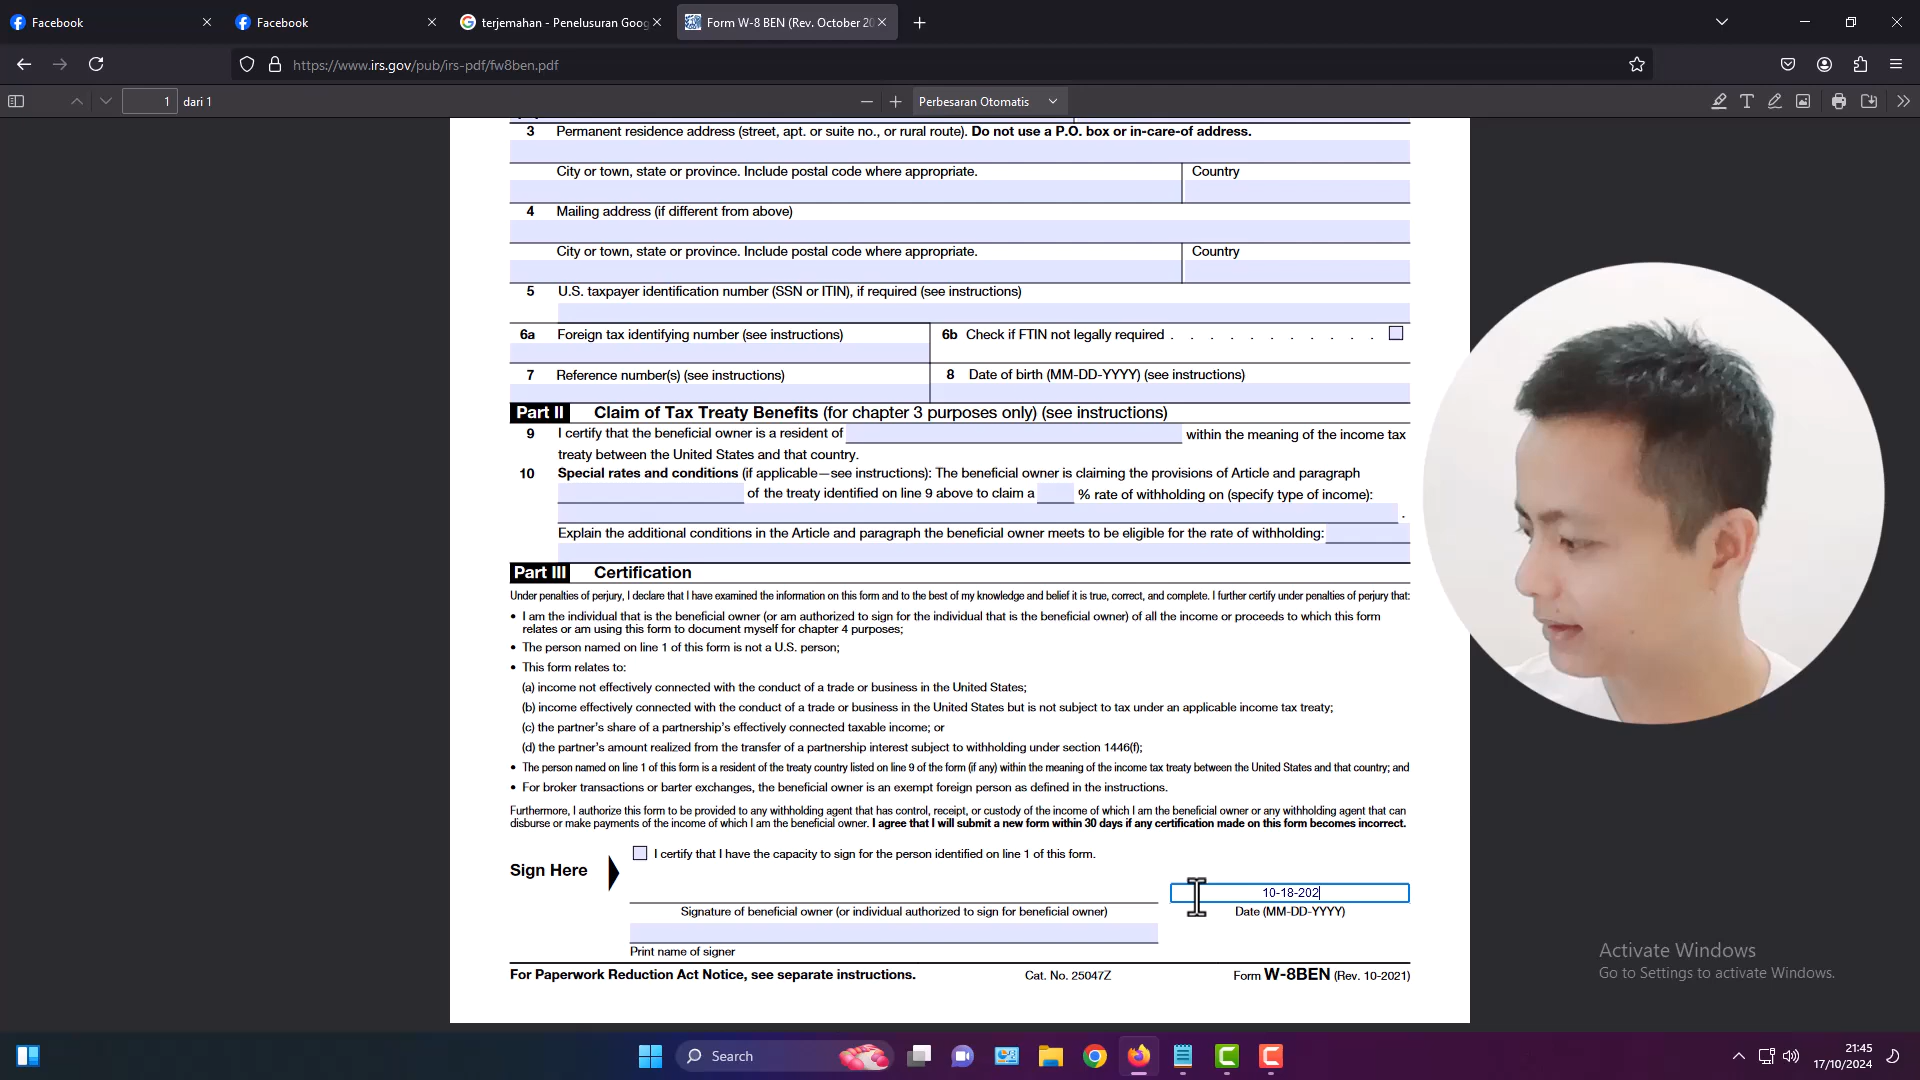 Facebook
Facebook
terjemahan - Penelusuran Goog
Form W-8 BEN (Rev. October 20
https://www.irs.gov/pub/irs-pdf/fw8ben.pdf
1 dari 1
Perbesaran Otomatis
3 Permanent residence address (street, apt. or suite no., or rural route). Do not use a P.O. box or in-care-of address.
City or town, state or province. Include postal code where appropriate. Country
4 Mailing address (if different from above)
City or town, state or province. Include postal code where appropriate. Country
5 U.S. taxpayer identification number (SSN or ITIN), if required (see instructions)
6a Foreign tax identifying number (see instructions) 6b Check if FTIN not legally required . . . . . . . . . . .
7 Reference number(s) (see instructions) 8 Date of birth (MM-DD-YYYY) (see instructions)
Part II Claim of Tax Treaty Benefits (for chapter 3 purposes only) (see instructions)
9 I certify that the beneficial owner is a resident of within the meaning of the income tax
treaty between the United States and that country.
10 Special rates and conditions (if applicable—see instructions): The beneficial owner is claiming the provisions of Article and paragraph
of the treaty identified on line 9 above to claim a % rate of withholding on (specify type of income):
.
Explain the additional conditions in the Article and paragraph the beneficial owner meets to be eligible for the rate of withholding:
Part III Certification
Under penalties of perjury, I declare that I have examined the information on this form and to the best of my knowledge and belief it is true, correct, and complete. I further certify under penalties of perjury that:
• I am the individual that is the beneficial owner (or am authorized to sign for the individual that is the beneficial owner) of all the income or proceeds to which this form
relates or am using this form to document myself for chapter 4 purposes;
• The person named on line 1 of this form is not a U.S. person;
• This form relates to:
(a) income not effectively connected with the conduct of a trade or business in the United States;
(b) income effectively connected with the conduct of a trade or business in the United States but is not subject to tax under an applicable income tax treaty;
(c) the partner's share of a partnership's effectively connected taxable income; or
(d) the partner's amount realized from the transfer of a partnership interest subject to withholding under section 1446(f);
• The person named on line 1 of this form is a resident of the treaty country listed on line 9 of the form (if any) within the meaning of the income tax treaty between the United States and that country; and
• For broker transactions or barter exchanges, the beneficial owner is an exempt foreign person as defined in the instructions.
Furthermore, I authorize this form to be provided to any withholding agent that has control, receipt, or custody of the income of which I am the beneficial owner or any withholding agent that can
disburse or make payments of the income of which I am the beneficial owner. I agree that I will submit a new form within 30 days if any certification made on this form becomes incorrect.
I certify that I have the capacity to sign for the person identified on line 1 of this form.
Sign Here
10-18-202
Signature of beneficial owner (or individual authorized to sign for beneficial owner) Date (MM-DD-YYYY)
Print name of signer
For Paperwork Reduction Act Notice, see separate instructions. Cat. No. 25047Z Form W-8BEN (Rev. 10-2021)
Activate Windows
Go to Settings to activate Windows.
Search
21:45
17/10/2024